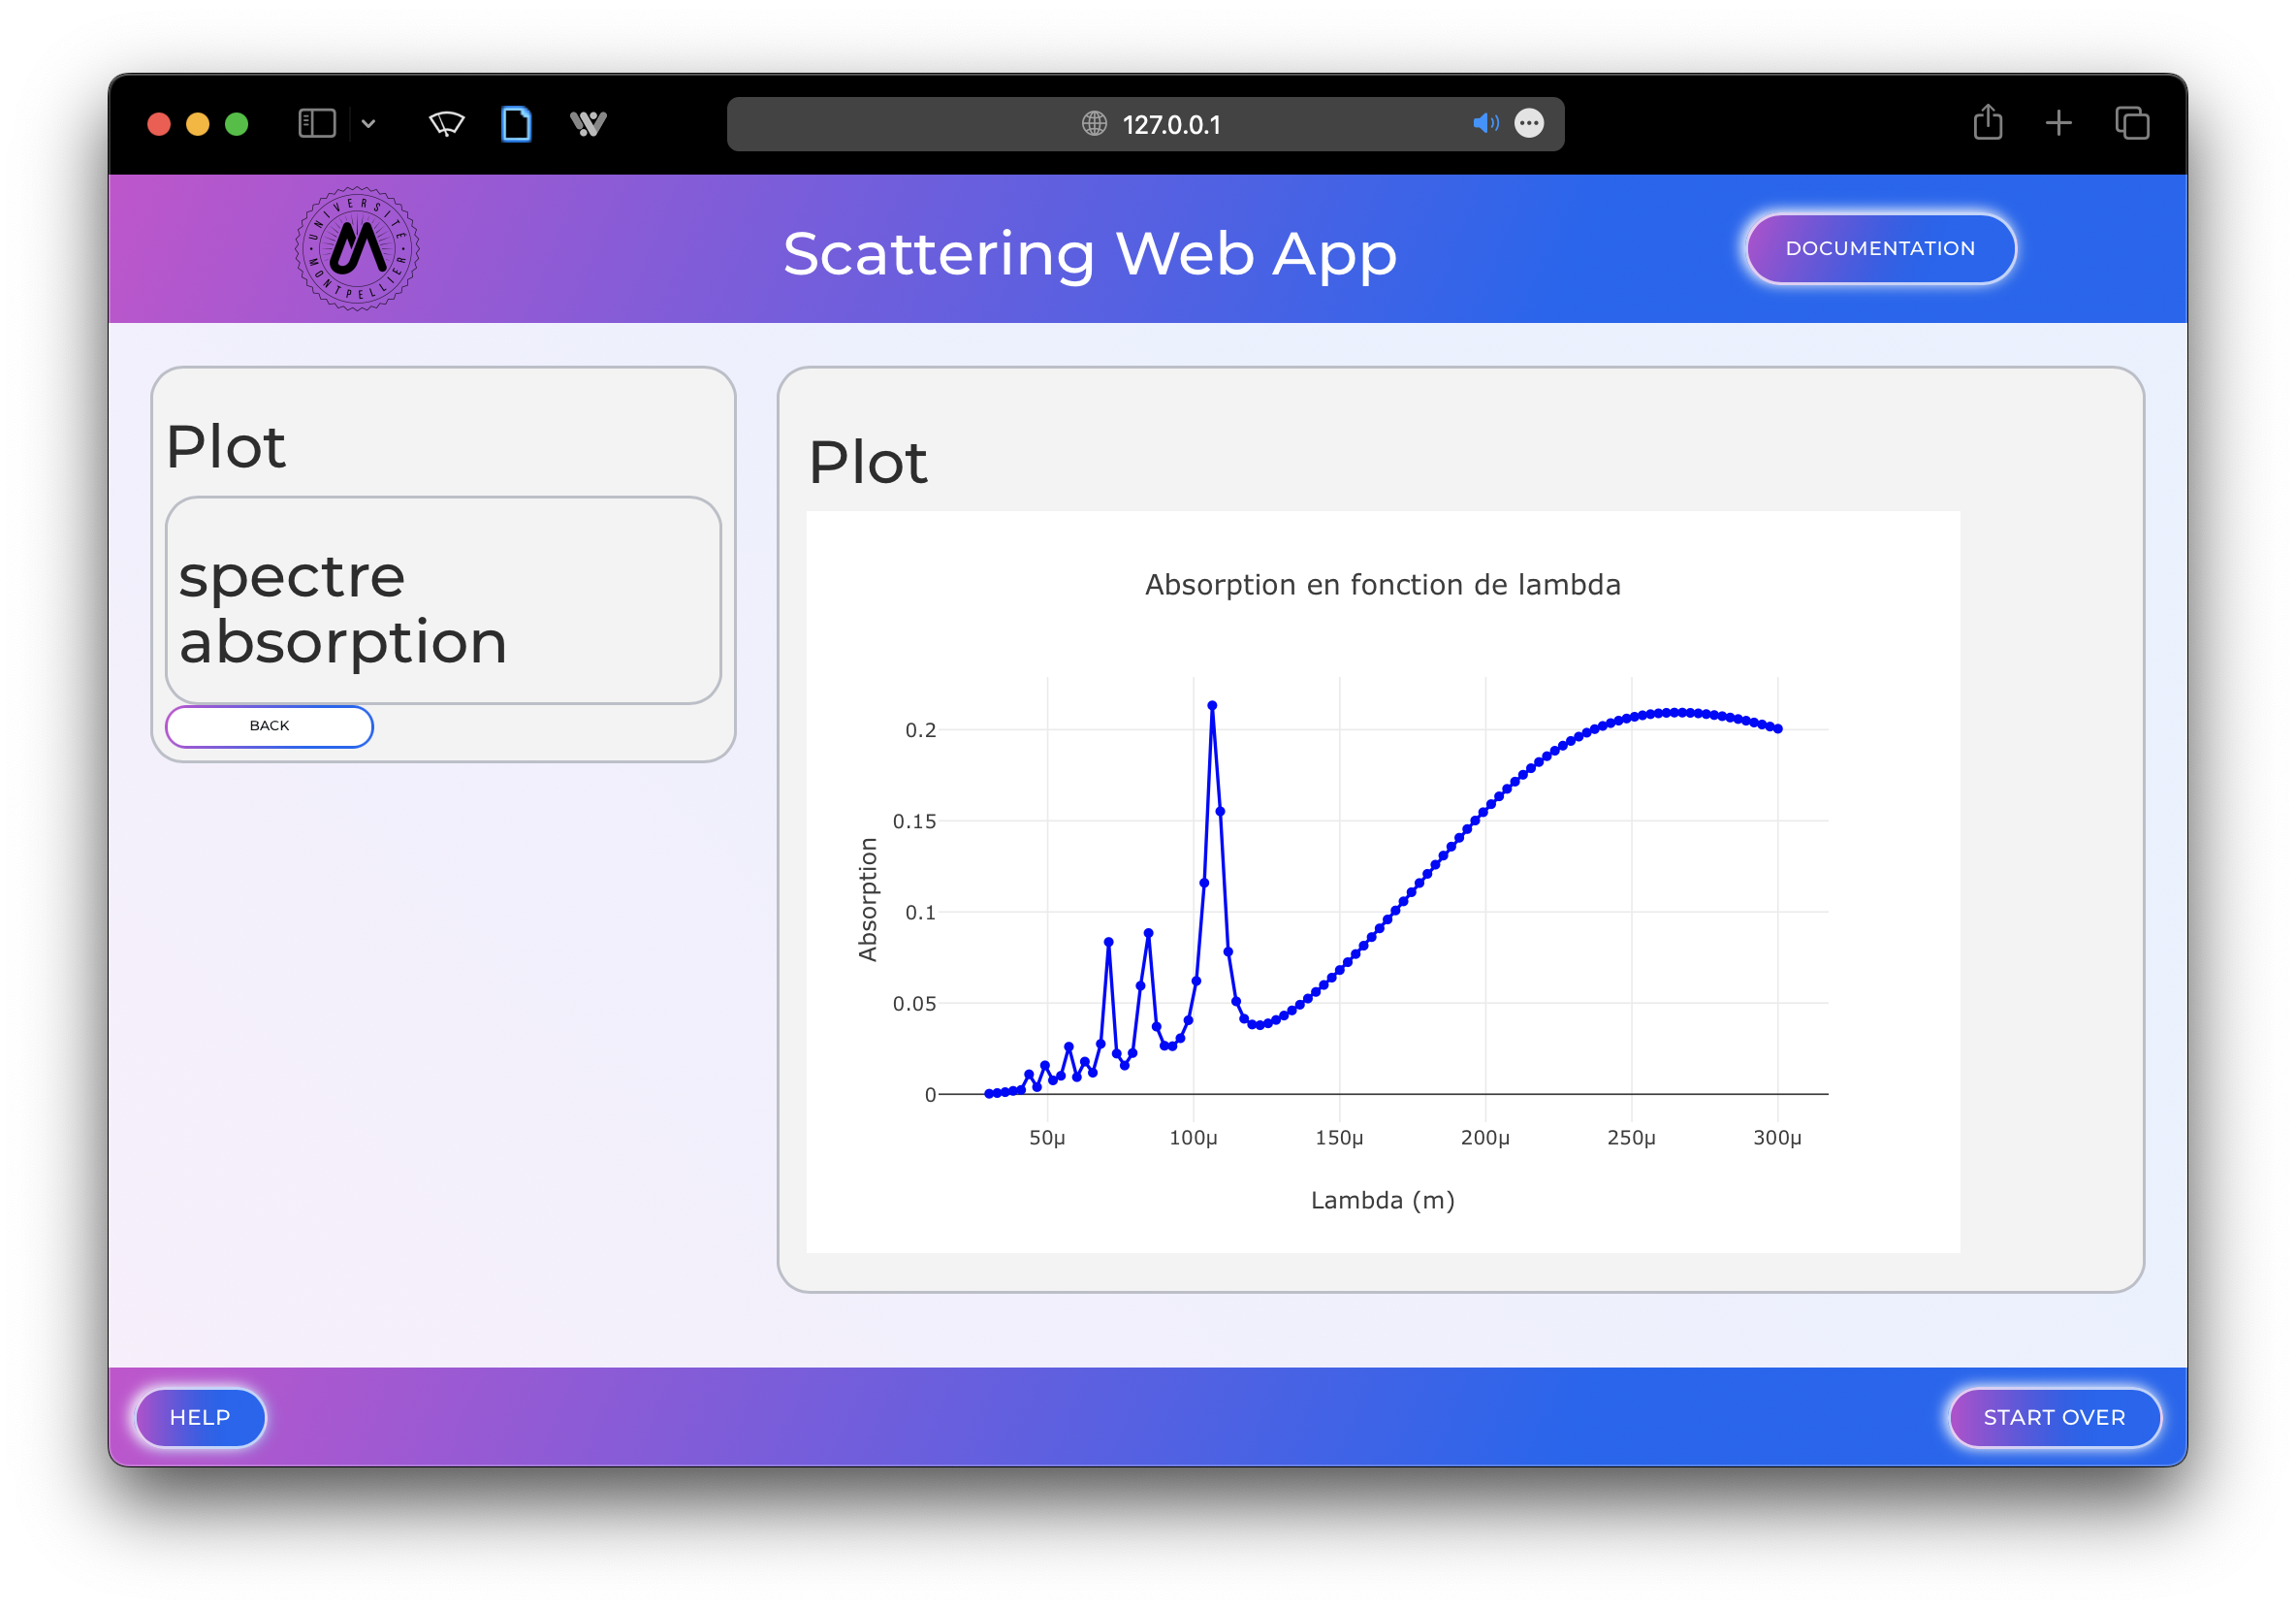 127.0.0.1
UNIVERSITÉ
MONTPELLIER
Scattering Web App
DOCUMENTATION
Plot
spectre
absorption
BACK
Plot
Absorption en fonction de lambda
Absorption
0.2
0.15
0.1
0.05
0
50μ 100μ 150μ 200μ 250μ 300μ
Lambda (m)
HELP
START OVER